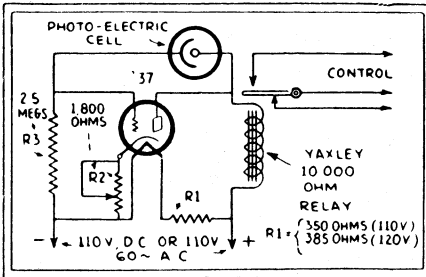 PHOTO-ELECTRIC
CELL
'37
CONTROL
2.5
MEGS.
R3
1,800
OHMS
R2
R1
YAXLEY
10 000
OHM
RELAY
R1= { 350 OHMS (110V)
385 OHMS (120V)
- 110V. DC OR 110V +
60~ AC